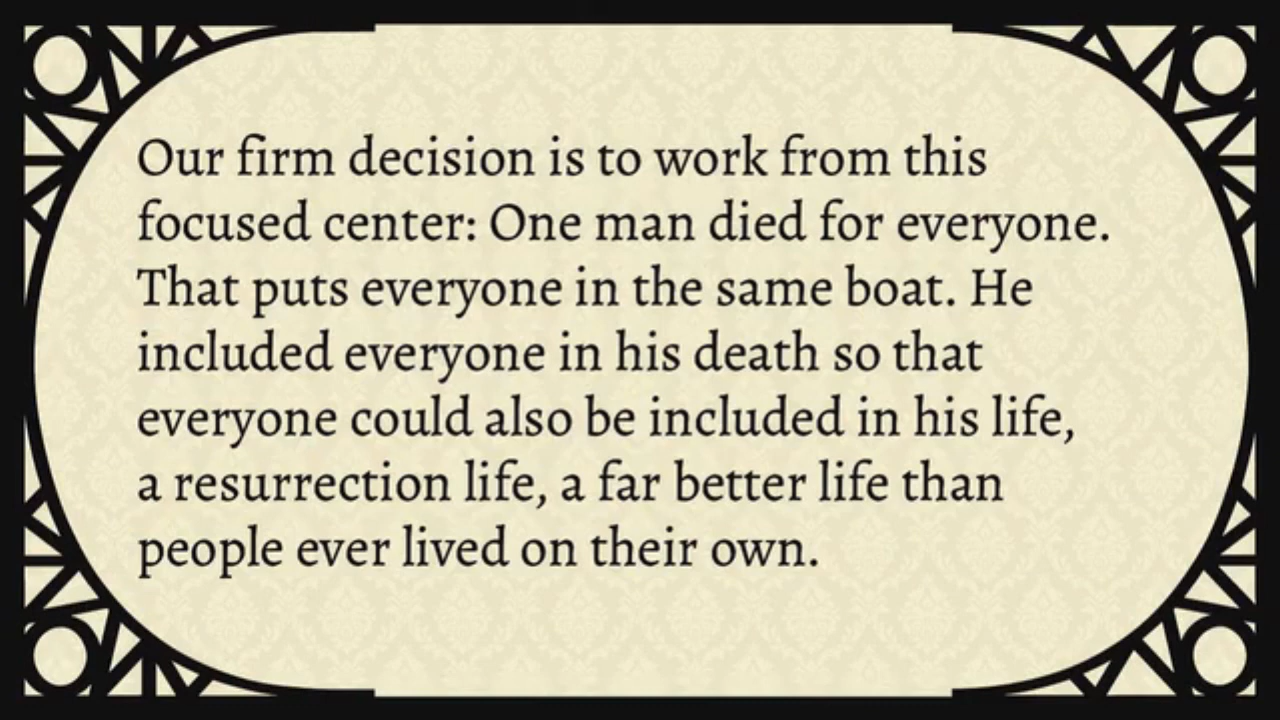 Our firm decision is to work from this
focused center: One man died for everyone.
That puts everyone in the same boat. He
included everyone in his death so that
everyone could also be included in his life,
a resurrection life, a far better life than
people ever lived on their own.